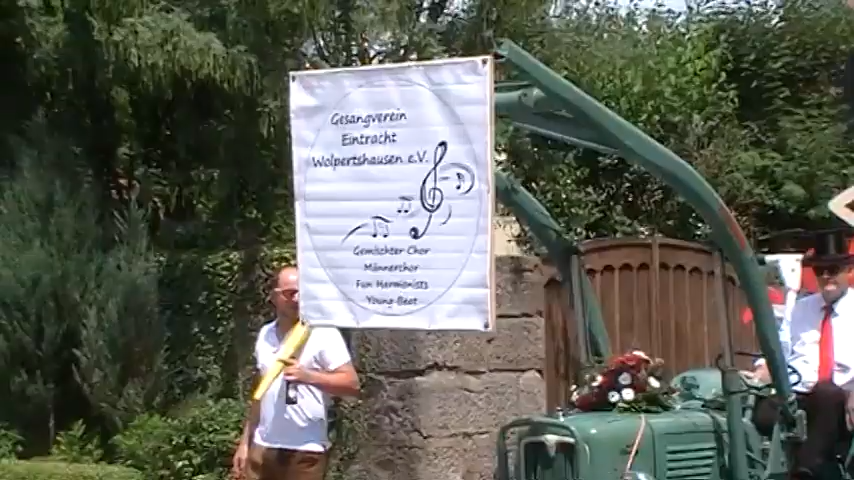 Gesangverein
Eintracht
Wolpertshausen e.V.
Gemischter Chor
Männerchor
Fun Harmonists
Young-Beat